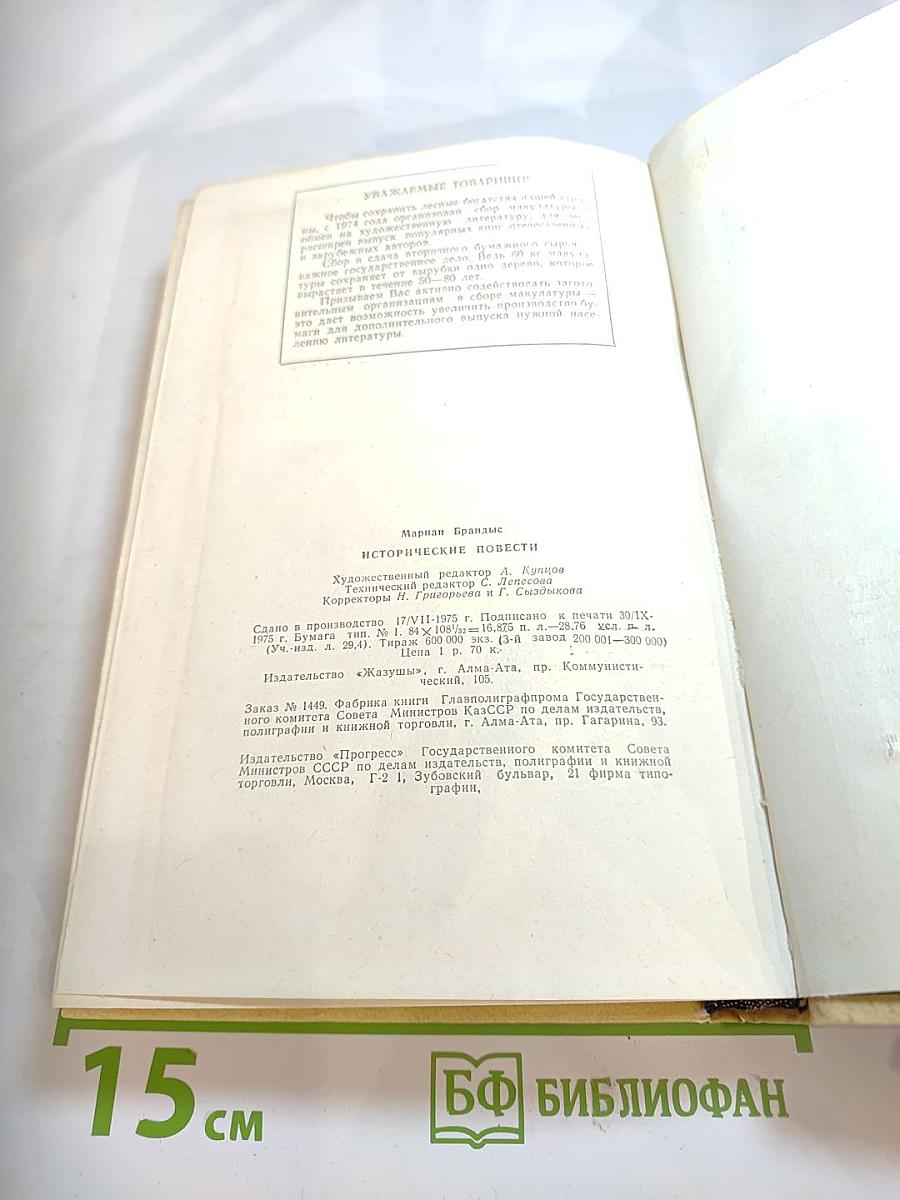 УВАЖАЕМЫЕ ТОВАРИЩИ!
Чтобы сохранить лесные богатства нашей
ны, с 1974 года организован сбор макулатуры
обмен на художественную литературу,
расширен выпуск популярных книг отечественных
и зарубежных авторов.
Сбор и сдача вторичного бумажного сырья
важное государственное дело. Ведь 60 кг макула-
туры сохраняет от вырубки одно дерево, которое
вырастает в течение 50—80 лет.
Призываем Вас активно содействовать загото-
вительным организациям в сборе макулатуры —
это даст возможность увеличить производство бу-
маги для дополнительного выпуска нужной насе-
лению литературы.
Мариан Брандыс
ИСТОРИЧЕСКИЕ ПОВЕСТИ
Художественный редактор А. Купцов
Технический редактор С. Лепесова
Корректоры Н. Григорьева и Г. Сыздыкова
Сдано в производство 17/VII-1975 г. Подписано к печати 30/IX-
1975 г. Бумага тип. № 1. 84×108¹/₃₂=16,875 п. л.—28.76 усл. п. л.
(Уч.-изд. л. 29,4). Тираж 600 000 экз. (3-й завод 200 001—300 000)
Цена 1 р. 70 к.
Издательство «Жазушы», г. Алма-Ата, пр. Коммунисти-
ческий, 105.
Заказ № 1449. Фабрика книги Главполиграфпрома Государствен-
ного комитета Совета Министров КазССР по делам издательств,
полиграфии и книжной торговли, г. Алма-Ата, пр. Гагарина, 93.
Издательство «Прогресс» Государственного комитета Совета
Министров СССР по делам издательств, полиграфии и книжной
торговли, Москва, Г-2 1, Зубовский бульвар, 21 фирма типо-
графии,
15 см
БФ БИБЛИОФАН